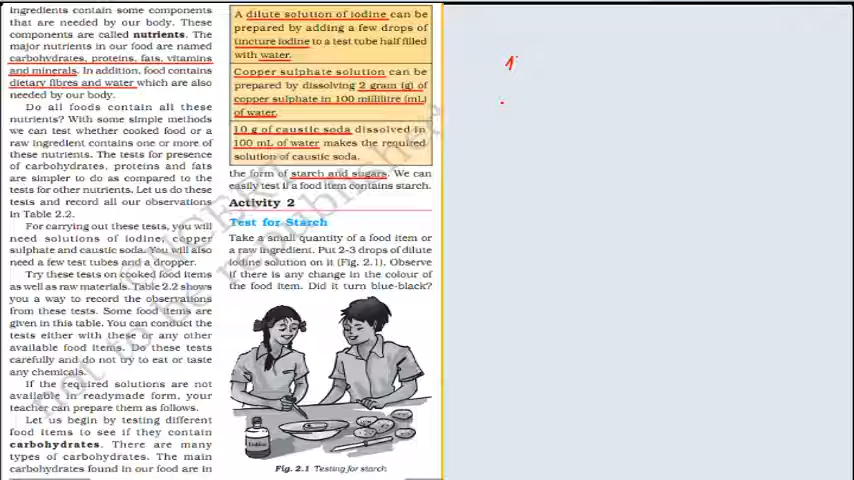 ingredients contain some components
that are needed by our body. These
components are called nutrients. The
major nutrients in our food are named
carbohydrates, proteins, fats, vitamins
and minerals. In addition, food contains
dietary fibres and water which are also
needed by our body.
Do all foods contain all these
nutrients? With some simple methods
we can test whether cooked food or a
raw ingredient contains one or more of
these nutrients. The tests for presence
of carbohydrates, proteins and fats
are simpler to do as compared to the
tests for other nutrients. Let us do these
tests and record all our observations
in Table 2.2.
For carrying out these tests, you will
need solutions of iodine, copper
sulphate and caustic soda. You will also
need a few test tubes and a dropper.
Try these tests on cooked food items
as well as raw materials. Table 2.2 shows
you a way to record the observations
from these tests. Some food items are
given in this table. You can conduct the
tests either with these or any other
available food items. Do these tests
carefully and do not try to eat or taste
any chemicals.
If the required solutions are not
available in readymade form, your
teacher can prepare them as follows.
Let us begin by testing different
food items to see if they contain
carbohydrates. There are many
types of carbohydrates. The main
carbohydrates found in our food are in
A dilute solution of iodine can be
prepared by adding a few drops of
tincture iodine to a test tube half filled
with water.
Copper sulphate solution can be
prepared by dissolving 2 gram (g) of
copper sulphate in 100 millilitre (mL)
of water.
10 g of caustic soda dissolved in
100 mL of water makes the required
solution of caustic soda.
the form of starch and sugars. We can
easily test if a food item contains starch.
Activity 2
Test for Starch
Take a small quantity of a food item or
a raw ingredient. Put 2-3 drops of dilute
iodine solution on it (Fig. 2.1). Observe
if there is any change in the colour of
the food item. Did it turn blue-black?
Iodine
Fig. 2.1 Testing for starch
not to be republished